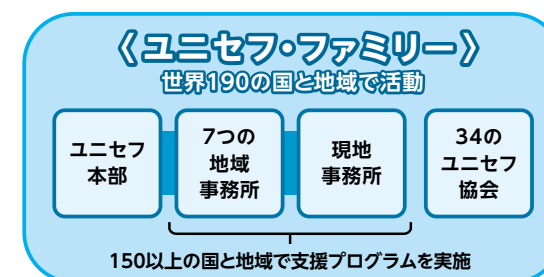 《ユニセフ・ファミリー》
世界190の国と地域で活動
ユニセフ
本部
7つの
地域
事務所
現地
事務所
34の
ユニセフ
協会
150以上の国と地域で支援プログラムを実施